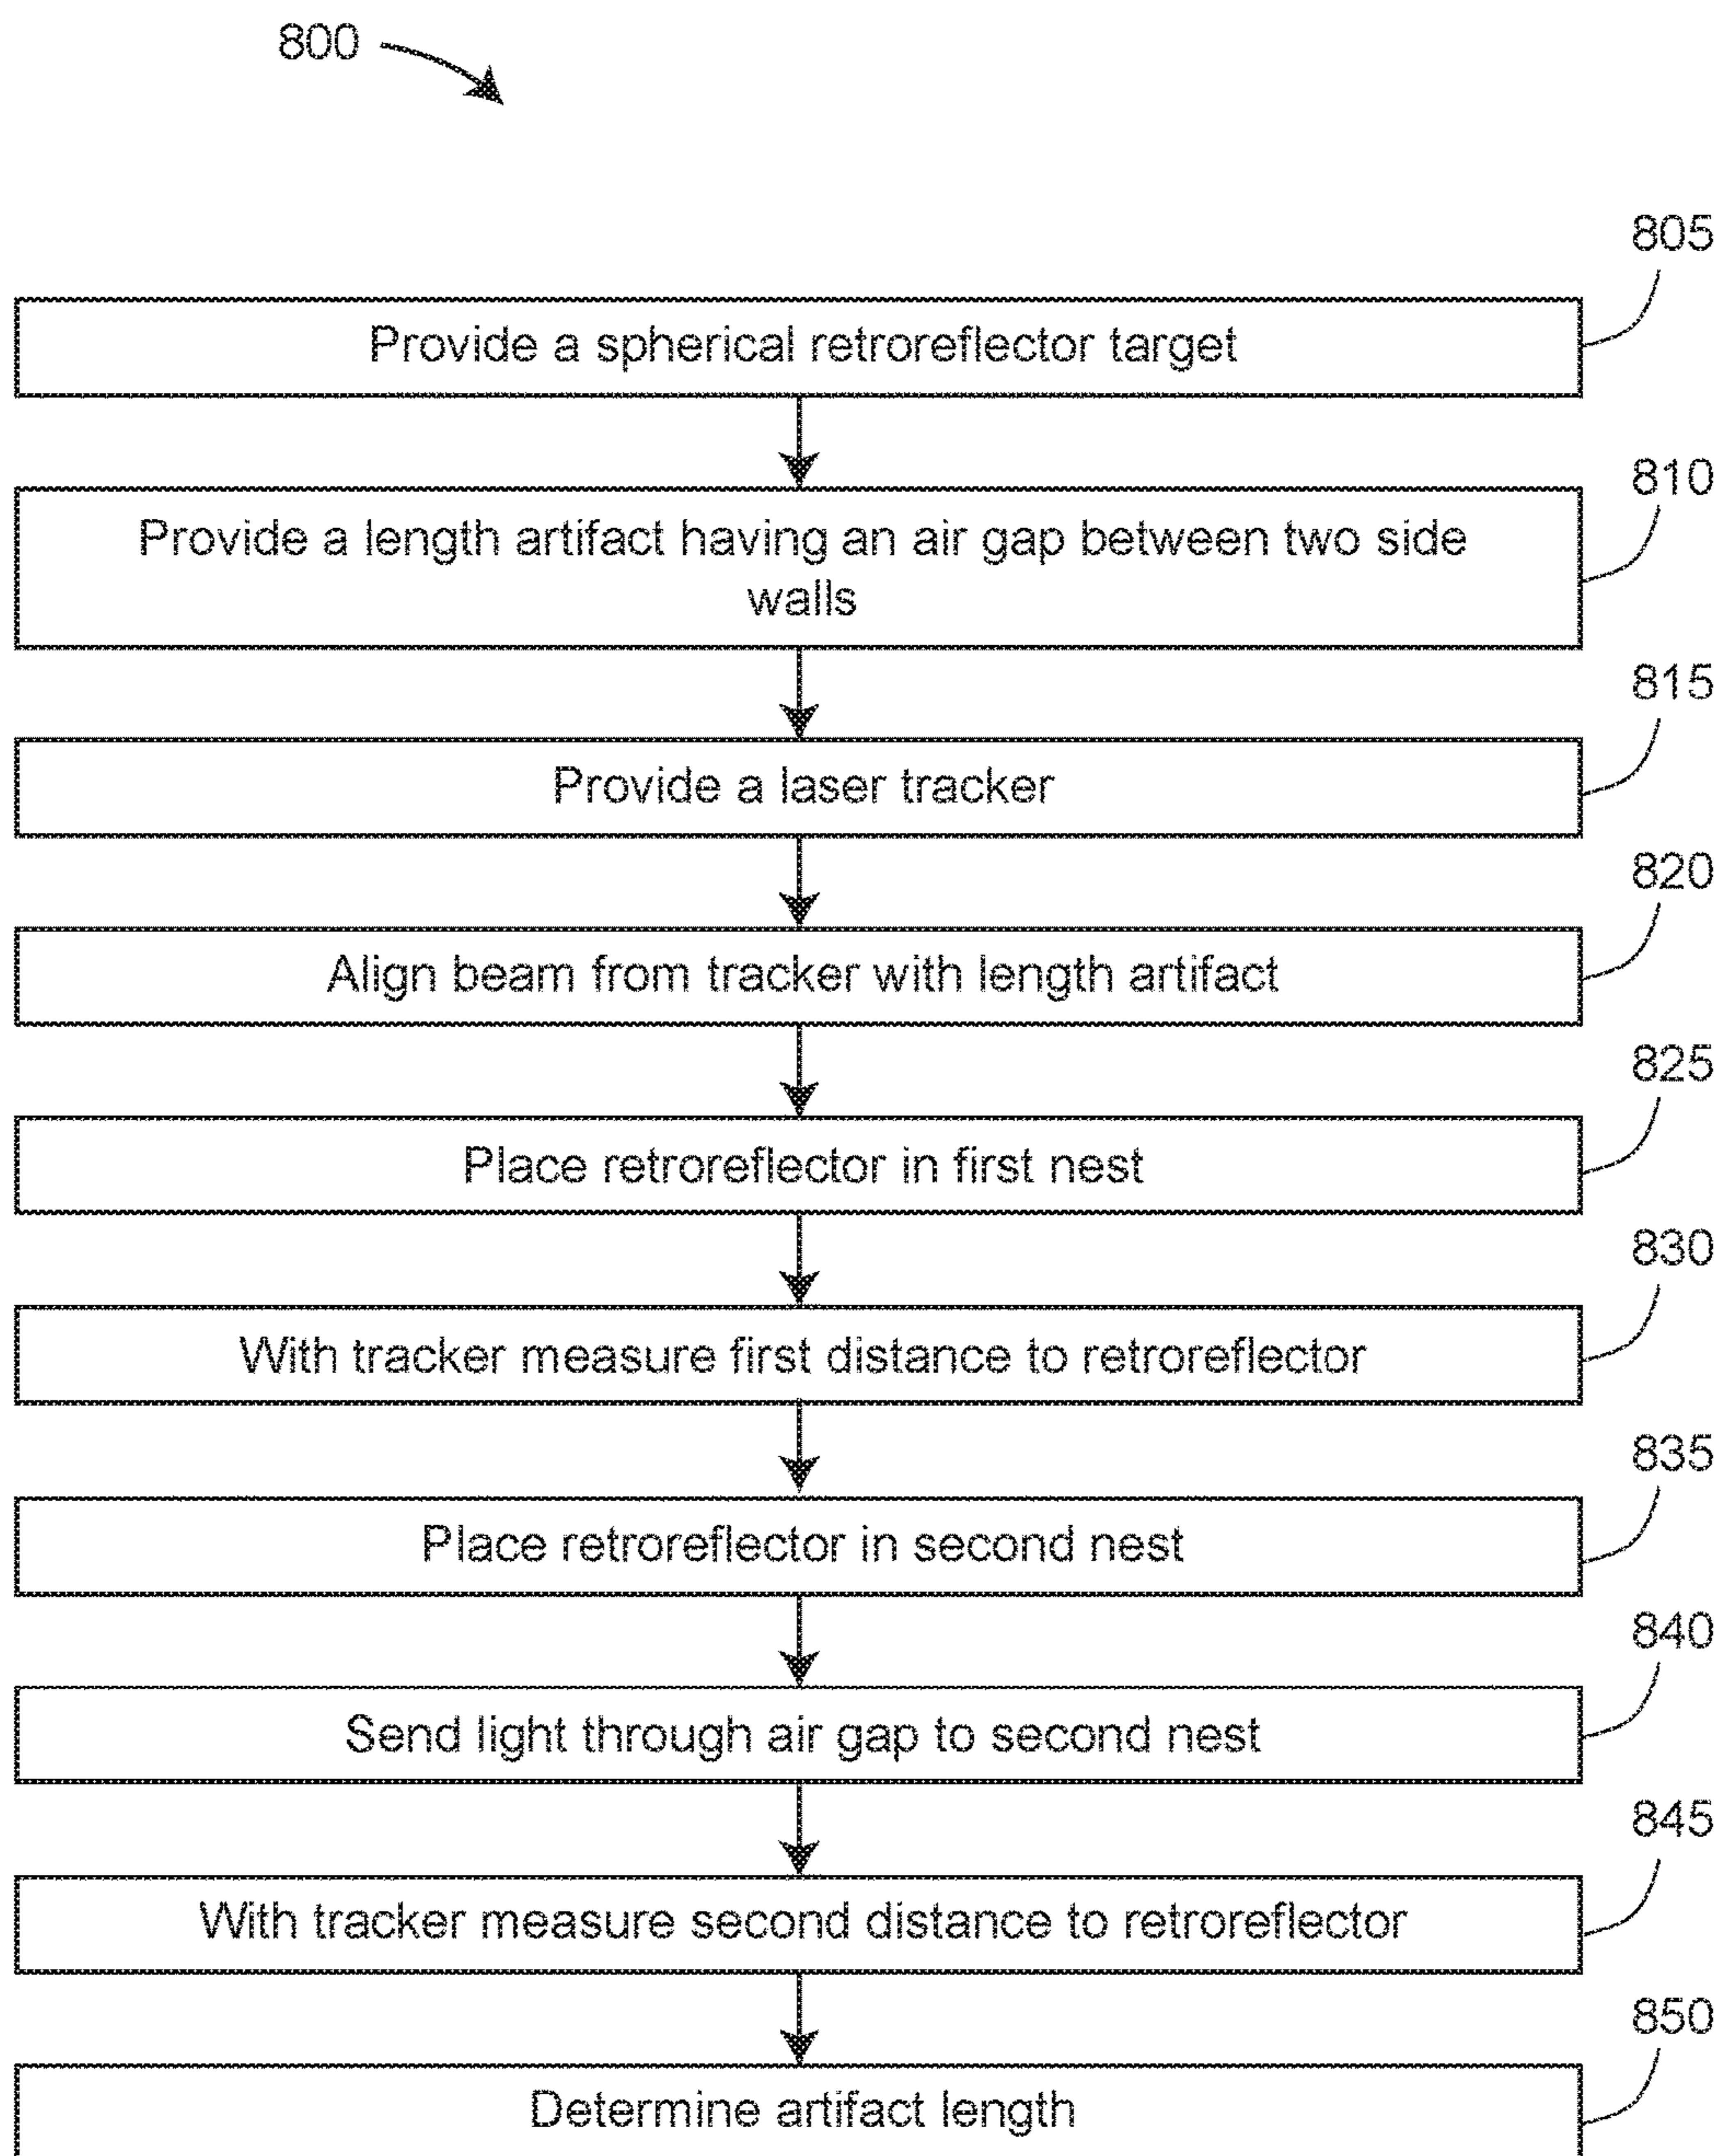 800
805
Provide a spherical retroreflector target
810
Provide a length artifact having an air gap between two side
walls
815
Provide a laser tracker
820
Align beam from tracker with length artifact
825
Place retroreflector in first nest
830
With tracker measure first distance to retroreflector
835
Place retroreflector in second nest
840
Send light through air gap to second nest
845
With tracker measure second distance to retroreflector
850
Determine artifact length